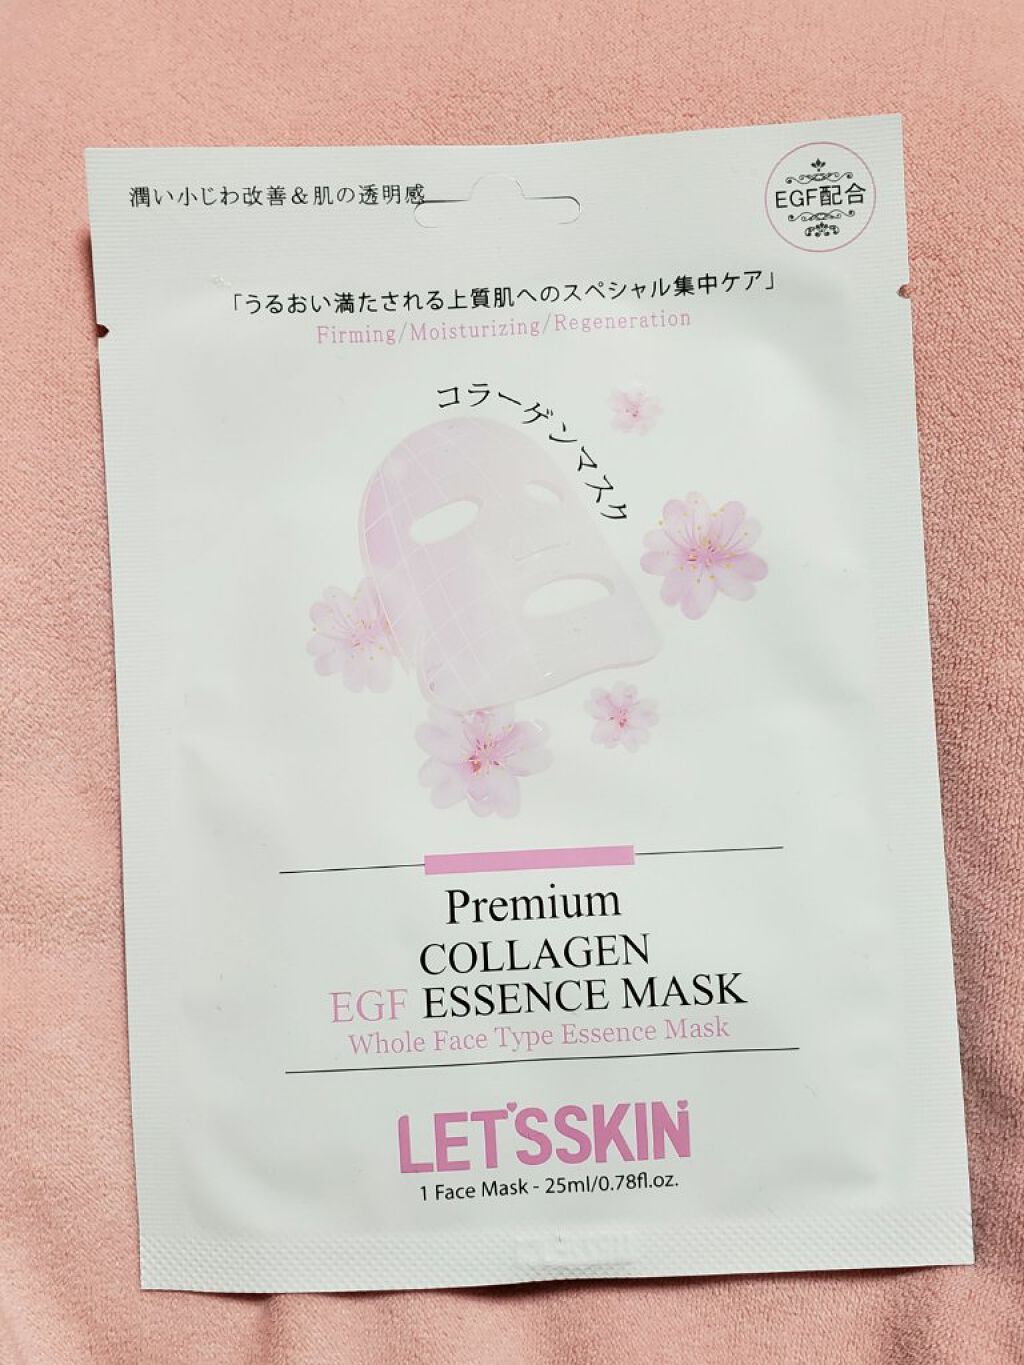 潤い小じわ改善&肌の透明感
EGF配合
「うるおい満たされる上質肌へのスペシャル集中ケア」
Firming/Moisturizing/Regeneration
コラーゲンマスク
Premium
COLLAGEN
EGF ESSENCE MASK
Whole Face Type Essence Mask
LET'SSKIN
1 Face Mask - 25ml/0.78fl.oz.